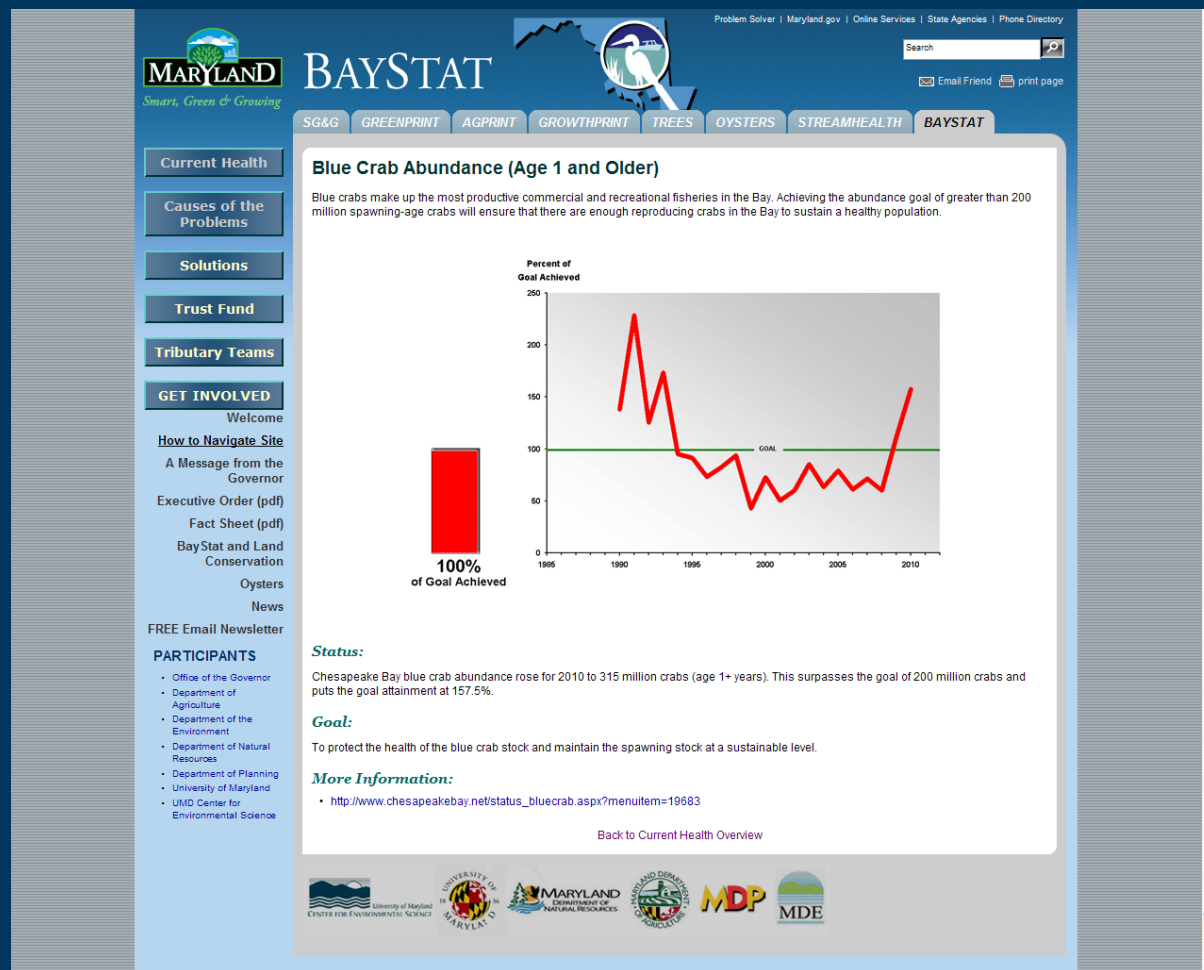 Problem Solver | Maryland.gov | Online Services | State Agencies | Phone Directory
MARYLAND
Smart, Green & Growing
BAYSTAT
Search
Email Friend print page
SG&G GREENPRINT AGPRINT GROWTHPRINT TREES OYSTERS STREAMHEALTH BAYSTAT
Current Health
Causes of the
Problems
Solutions
Trust Fund
Tributary Teams
GET INVOLVED
Welcome
How to Navigate Site
A Message from the
Governor
Executive Order (pdf)
Fact Sheet (pdf)
BayStat and Land
Conservation
Oysters
News
FREE Email Newsletter
PARTICIPANTS
• Office of the Governor
• Department of
Agriculture
• Department of the
Environment
• Department of Natural
Resources
• Department of Planning
• University of Maryland
• UMD Center for
Environmental Science
Blue Crab Abundance (Age 1 and Older)
Blue crabs make up the most productive commercial and recreational fisheries in the Bay. Achieving the abundance goal of greater than 200
million spawning-age crabs will ensure that there are enough reproducing crabs in the Bay to sustain a healthy population.
Percent of
Goal Achieved
250
200
150
100
50
0
GOAL
1985 1990 1995 2000 2005 2010
100%
of Goal Achieved
Status:
Chesapeake Bay blue crab abundance rose for 2010 to 315 million crabs (age 1+ years). This surpasses the goal of 200 million crabs and
puts the goal attainment at 157.5%.
Goal:
To protect the health of the blue crab stock and maintain the spawning stock at a sustainable level.
More Information:
• http://www.chesapeakebay.net/status_bluecrab.aspx?menuitem=19683
Back to Current Health Overview
University of Maryland
CENTER FOR ENVIRONMENTAL SCIENCE
UNIVERSITY OF
18 56
MARYLAND
MARYLAND
DEPARTMENT OF
NATURAL RESOURCES
MARYLAND DEPARTMENT
OF AGRICULTURE
MDP
MDE